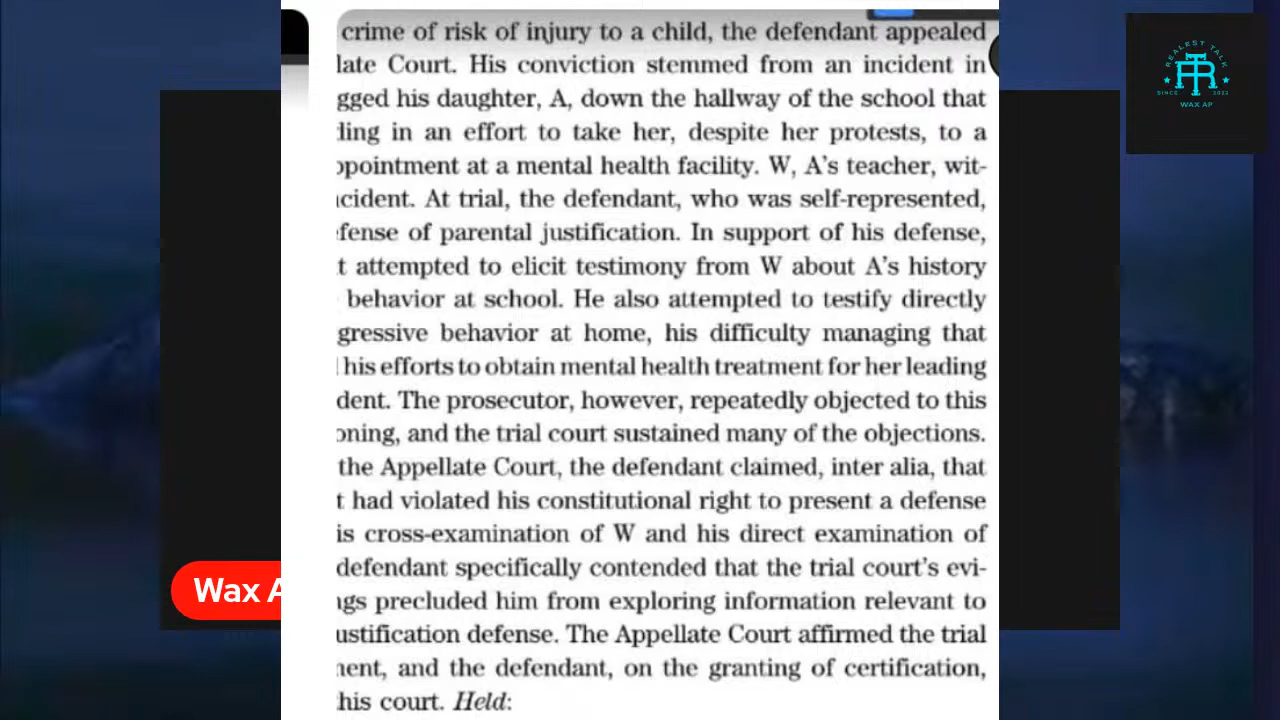 crime of risk of injury to a child, the defendant appealed
late Court. His conviction stemmed from an incident in
gged his daughter, A, down the hallway of the school that
ling in an effort to take her, despite her protests, to a
ppointment at a mental health facility. W, A's teacher, wit-
cident. At trial, the defendant, who was self-represented,
fense of parental justification. In support of his defense,
t attempted to elicit testimony from W about A's history
behavior at school. He also attempted to testify directly
gressive behavior at home, his difficulty managing that
his efforts to obtain mental health treatment for her leading
dent. The prosecutor, however, repeatedly objected to this
oning, and the trial court sustained many of the objections.
the Appellate Court, the defendant claimed, inter alia, that
t had violated his constitutional right to present a defense
is cross-examination of W and his direct examination of
defendant specifically contended that the trial court's evi-
ngs precluded him from exploring information relevant to
ustification defense. The Appellate Court affirmed the trial
nent, and the defendant, on the granting of certification,
his court. Held:
Wax A
REALEST TALK
TR
SINCE 2022
WAX AP